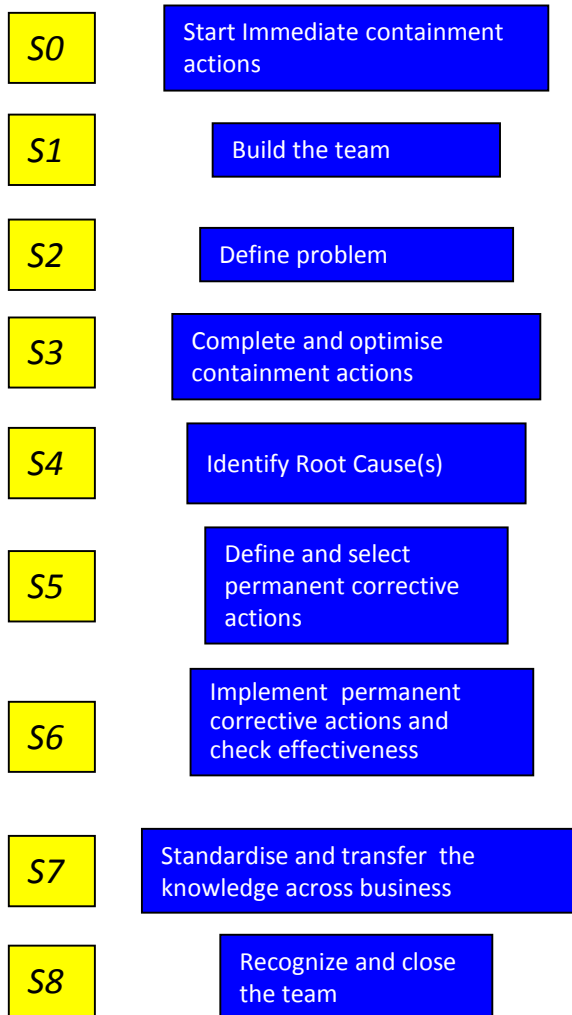 S0
Start Immediate containment
actions
S1
Build the team
S2
Define problem
S3
Complete and optimise
containment actions
S4
Identify Root Cause(s)
S5
Define and select
permanent corrective
actions
S6
Implement  permanent
corrective actions and
check effectiveness
S7
Standardise and transfer  the
knowledge across business
S8
Recognize and close
the team